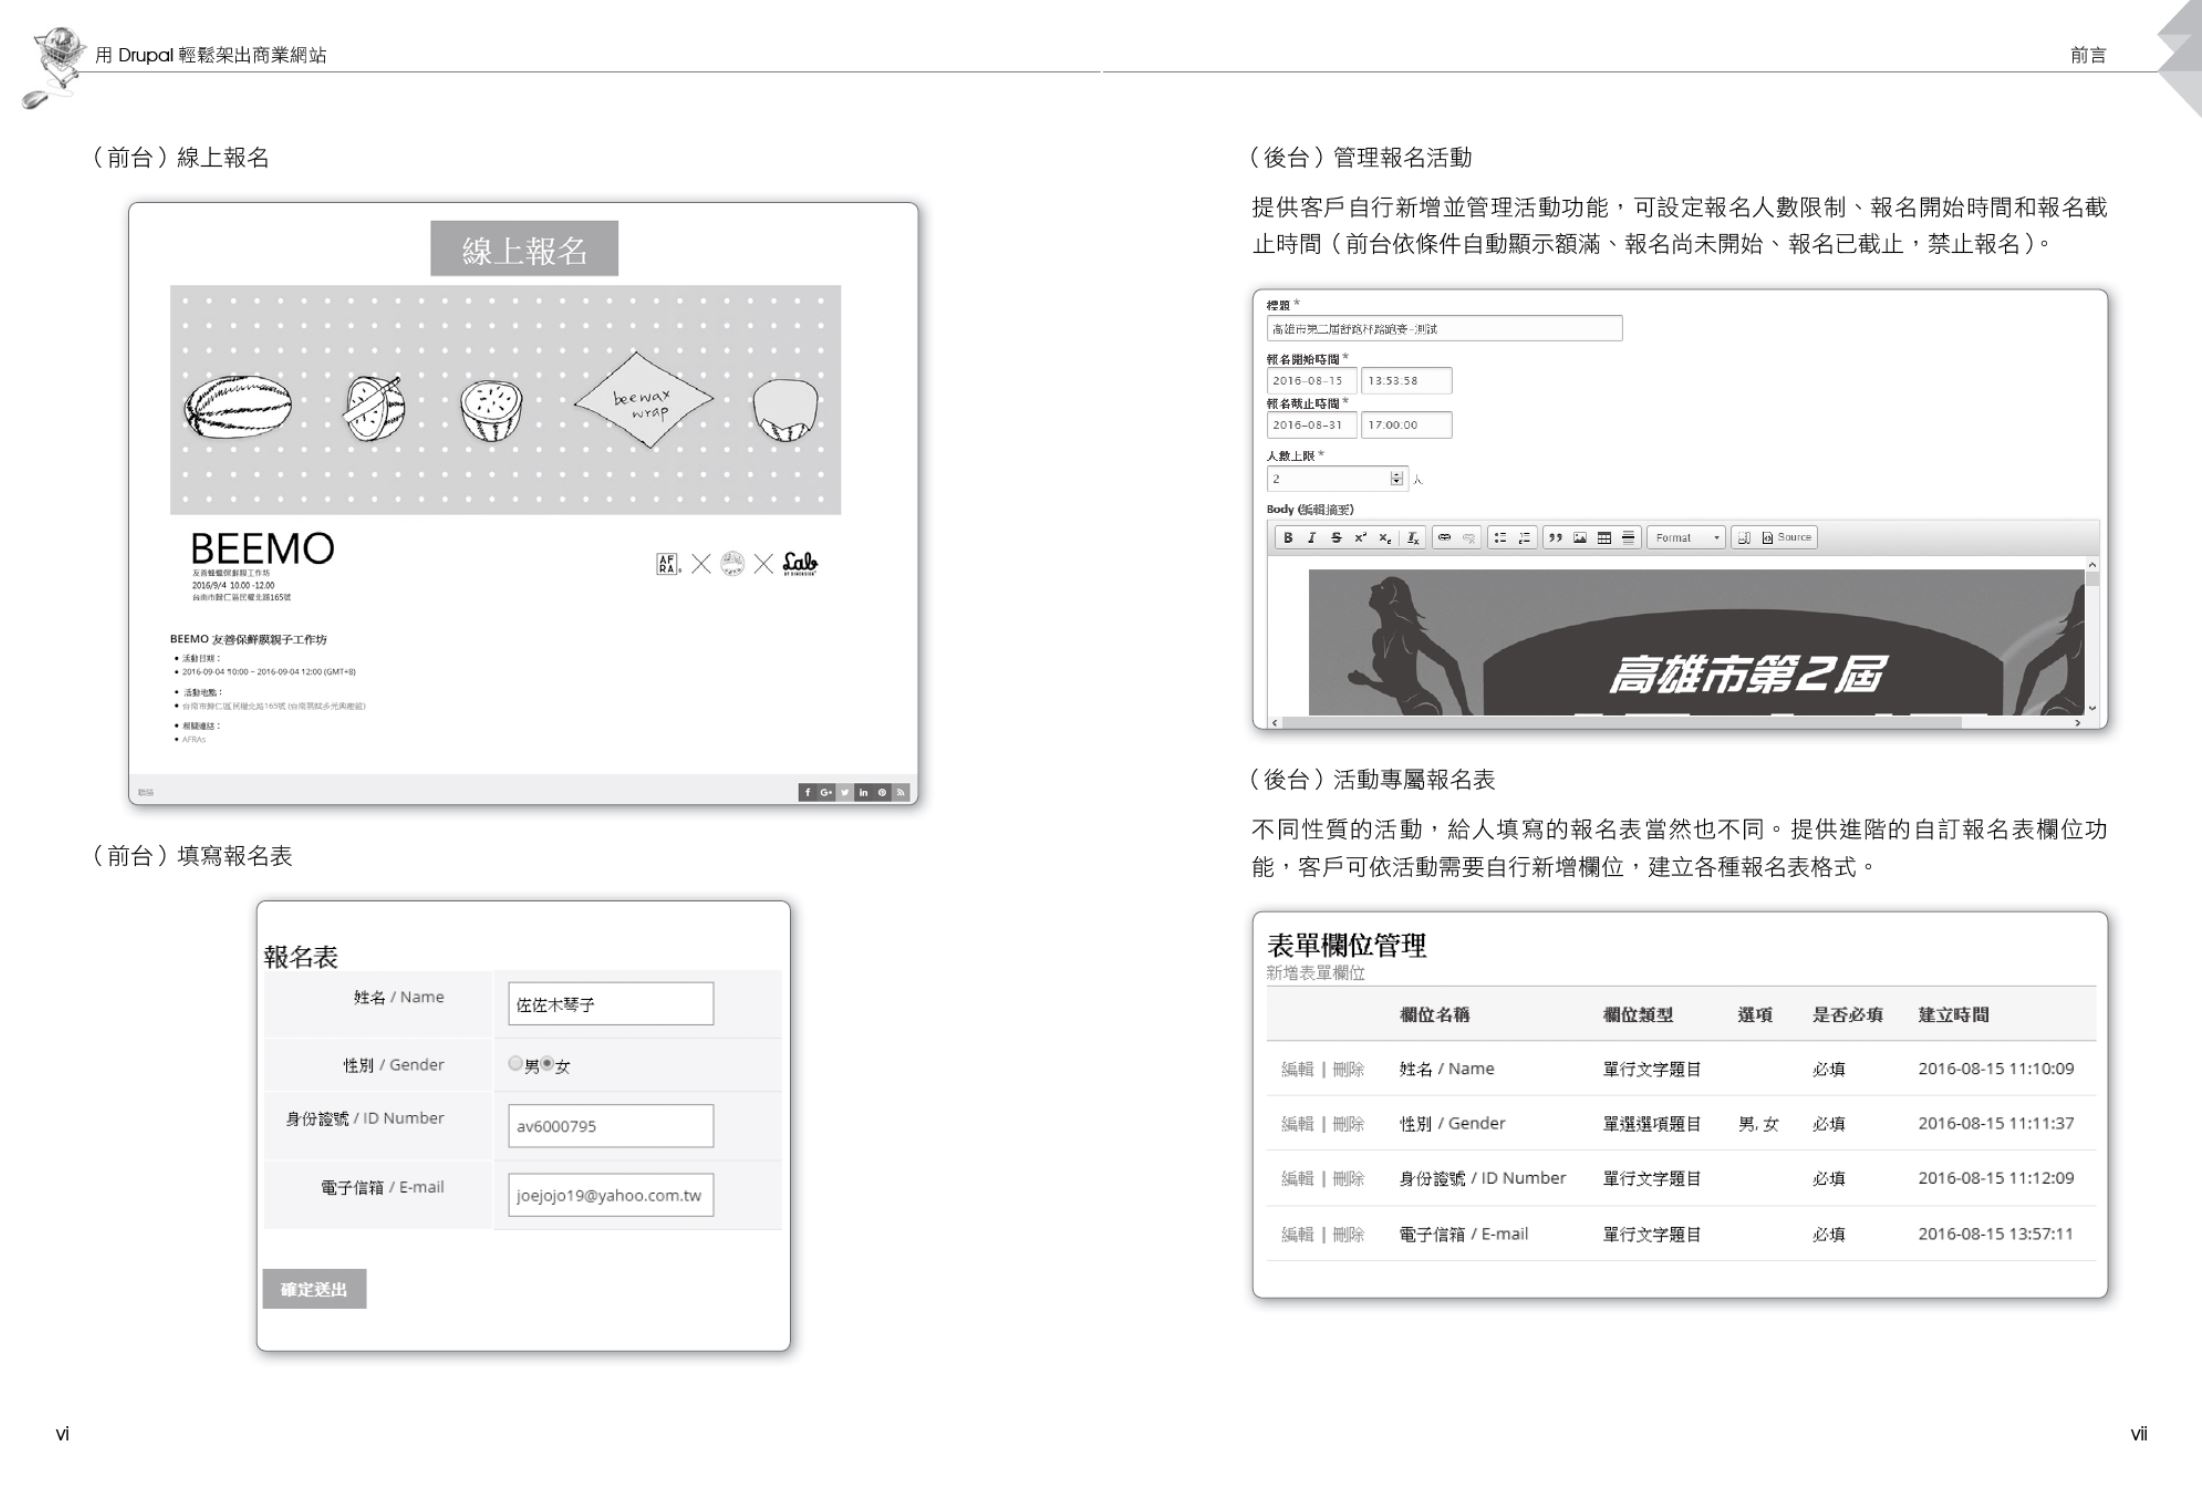 用 Drupal 輕鬆架出商業網站
（前台）線上報名
線上報名
beewax
wrap
BEEMO
友善蜂蠟保鮮膜工作坊
2016/9/4 10:00 -12:00
台南市歸仁區民權北路165號
AF
RA
Lab
BEEMO 友善保鮮膜親子工作坊
活動日期：
2016-09-04 10:00 ~ 2016-09-04 12:00 (GMT+8)
活動地點：
相關連結：
AFRAs
聯絡
（前台）填寫報名表
報名表
姓名 / Name
佐佐木琴子
性別 / Gender
男 女
身份證號 / ID Number
av6000795
電子信箱 / E-mail
joejojo19@yahoo.com.tw
確定送出
vi
前言
（後台）管理報名活動
提供客戶自行新增並管理活動功能，可設定報名人數限制、報名開始時間和報名截
止時間（前台依條件自動顯示額滿、報名尚未開始、報名已截止，禁止報名）。
標題 *
高雄市第二屆舒跑杯路跑賽-測試
報名開始時間 *
2016-08-15 13:53:58
報名截止時間 *
2016-08-31 17:00:00
人數上限 *
2 人
Body (編輯摘要)
Format Source
高雄市第2屆
（後台）活動專屬報名表
不同性質的活動，給人填寫的報名表當然也不同。提供進階的自訂報名表欄位功
能，客戶可依活動需要自行新增欄位，建立各種報名表格式。
表單欄位管理
新增表單欄位
欄位名稱 欄位類型 選項 是否必填 建立時間
編輯 | 刪除 姓名 / Name 單行文字題目 必填 2016-08-15 11:10:09
編輯 | 刪除 性別 / Gender 單選選項題目 男, 女 必填 2016-08-15 11:11:37
編輯 | 刪除 身份證號 / ID Number 單行文字題目 必填 2016-08-15 11:12:09
編輯 | 刪除 電子信箱 / E-mail 單行文字題目 必填 2016-08-15 13:57:11
vii